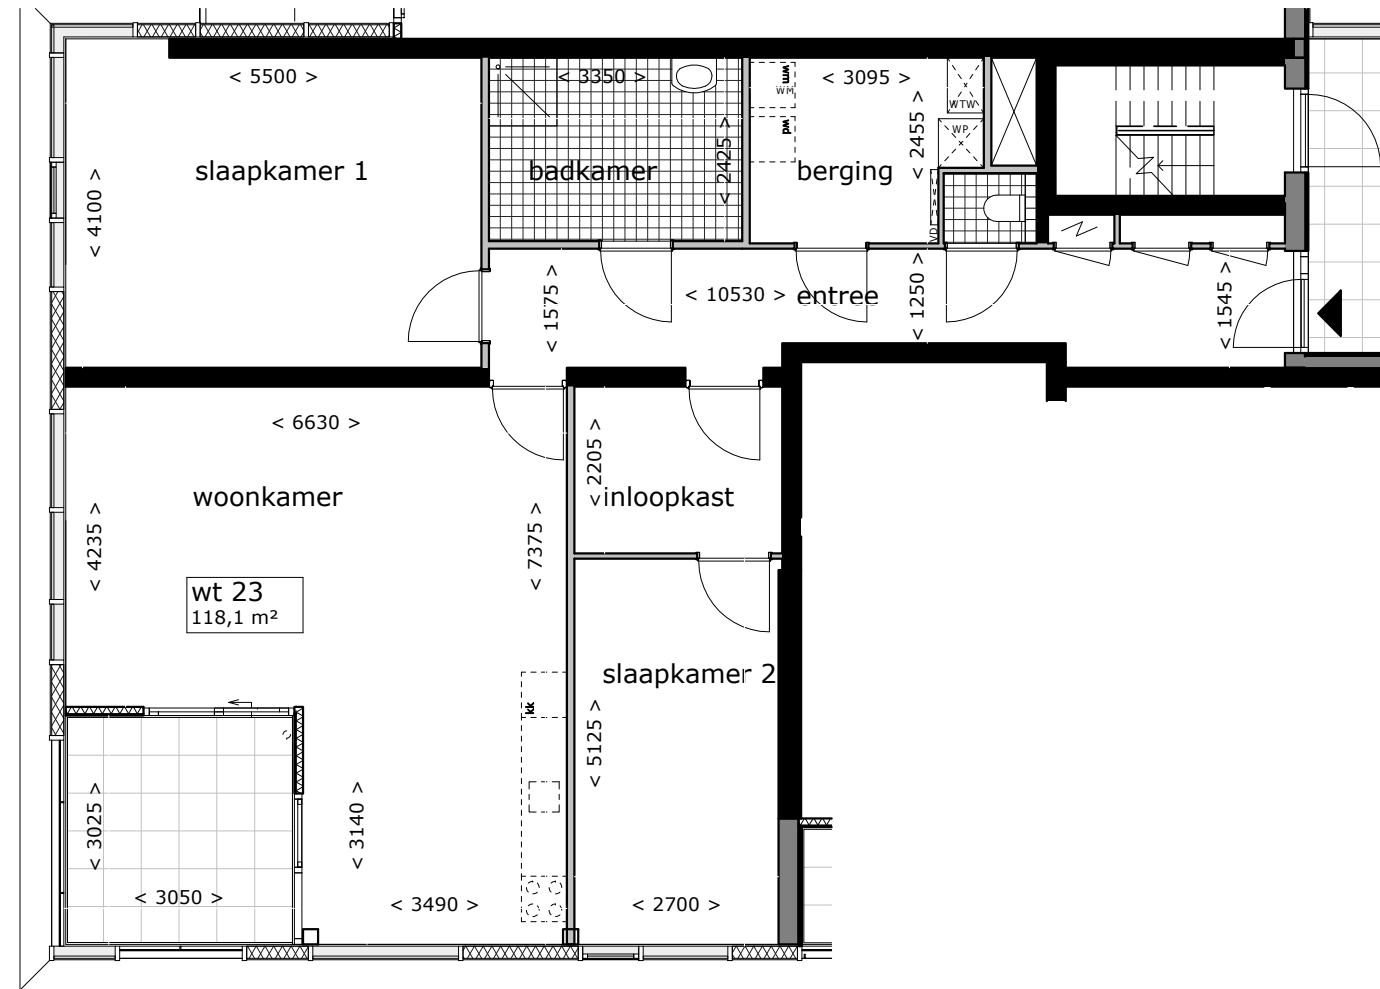 < 5500 >
< 3350 >
< 3095 >
wm
WM
wd
WTW
WP
VD
< 2425 >
< 2455 >
slaapkamer 1
badkamer
berging
< 4100 >
< 1575 >
< 10530 >
entree
< 1250 >
< 1545 >
< 6630 >
< 2205 >
woonkamer
inloopkast
< 4235 >
< 7375 >
wt 23
118,1 m²
slaapkamer 2
kk
< 5125 >
< 3025 >
< 3140 >
< 3050 >
< 3490 >
< 2700 >